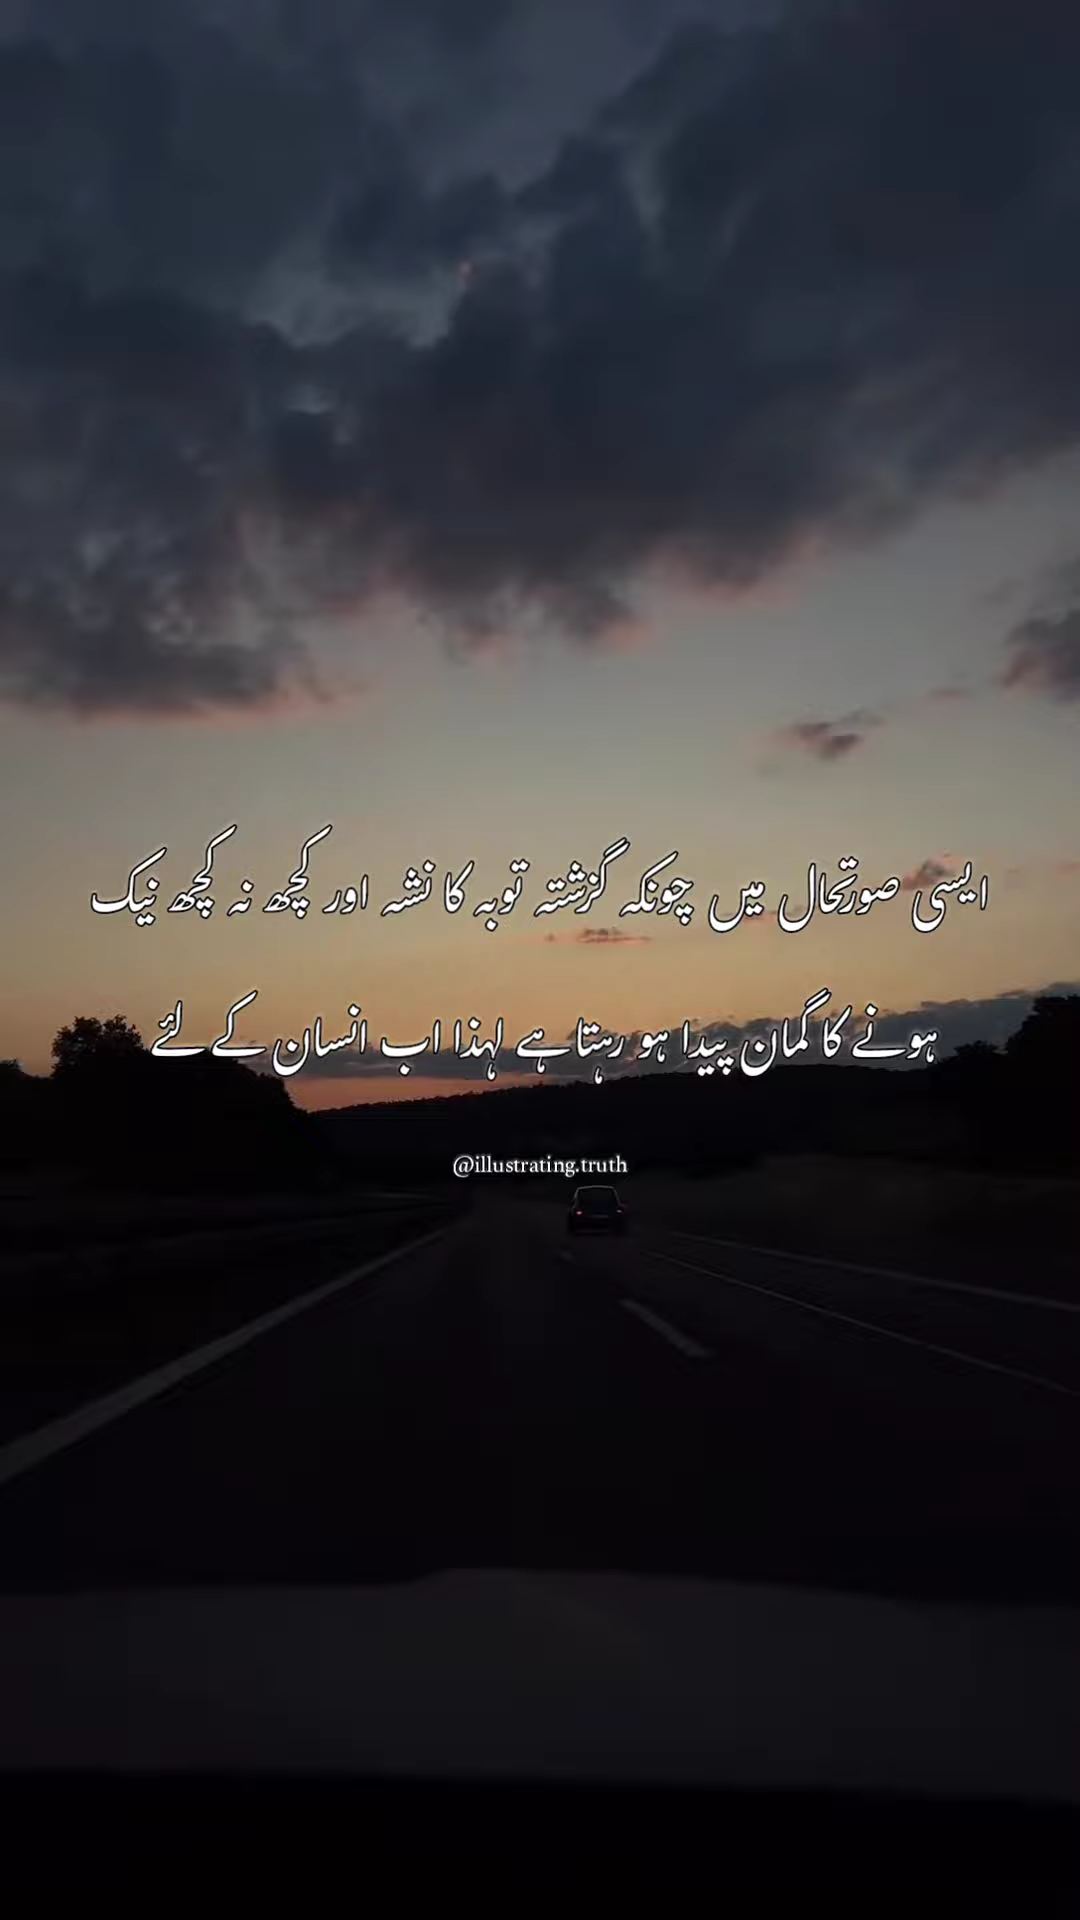 ایسی صورتحال میں چونکہ گزشتہ توبہ کا نشہ اور کچھ نہ کچھ نیک
ہونے کا گمان پیدا ہو رہتا ہے لہذا اب انسان کے لئے
@illustrating.truth